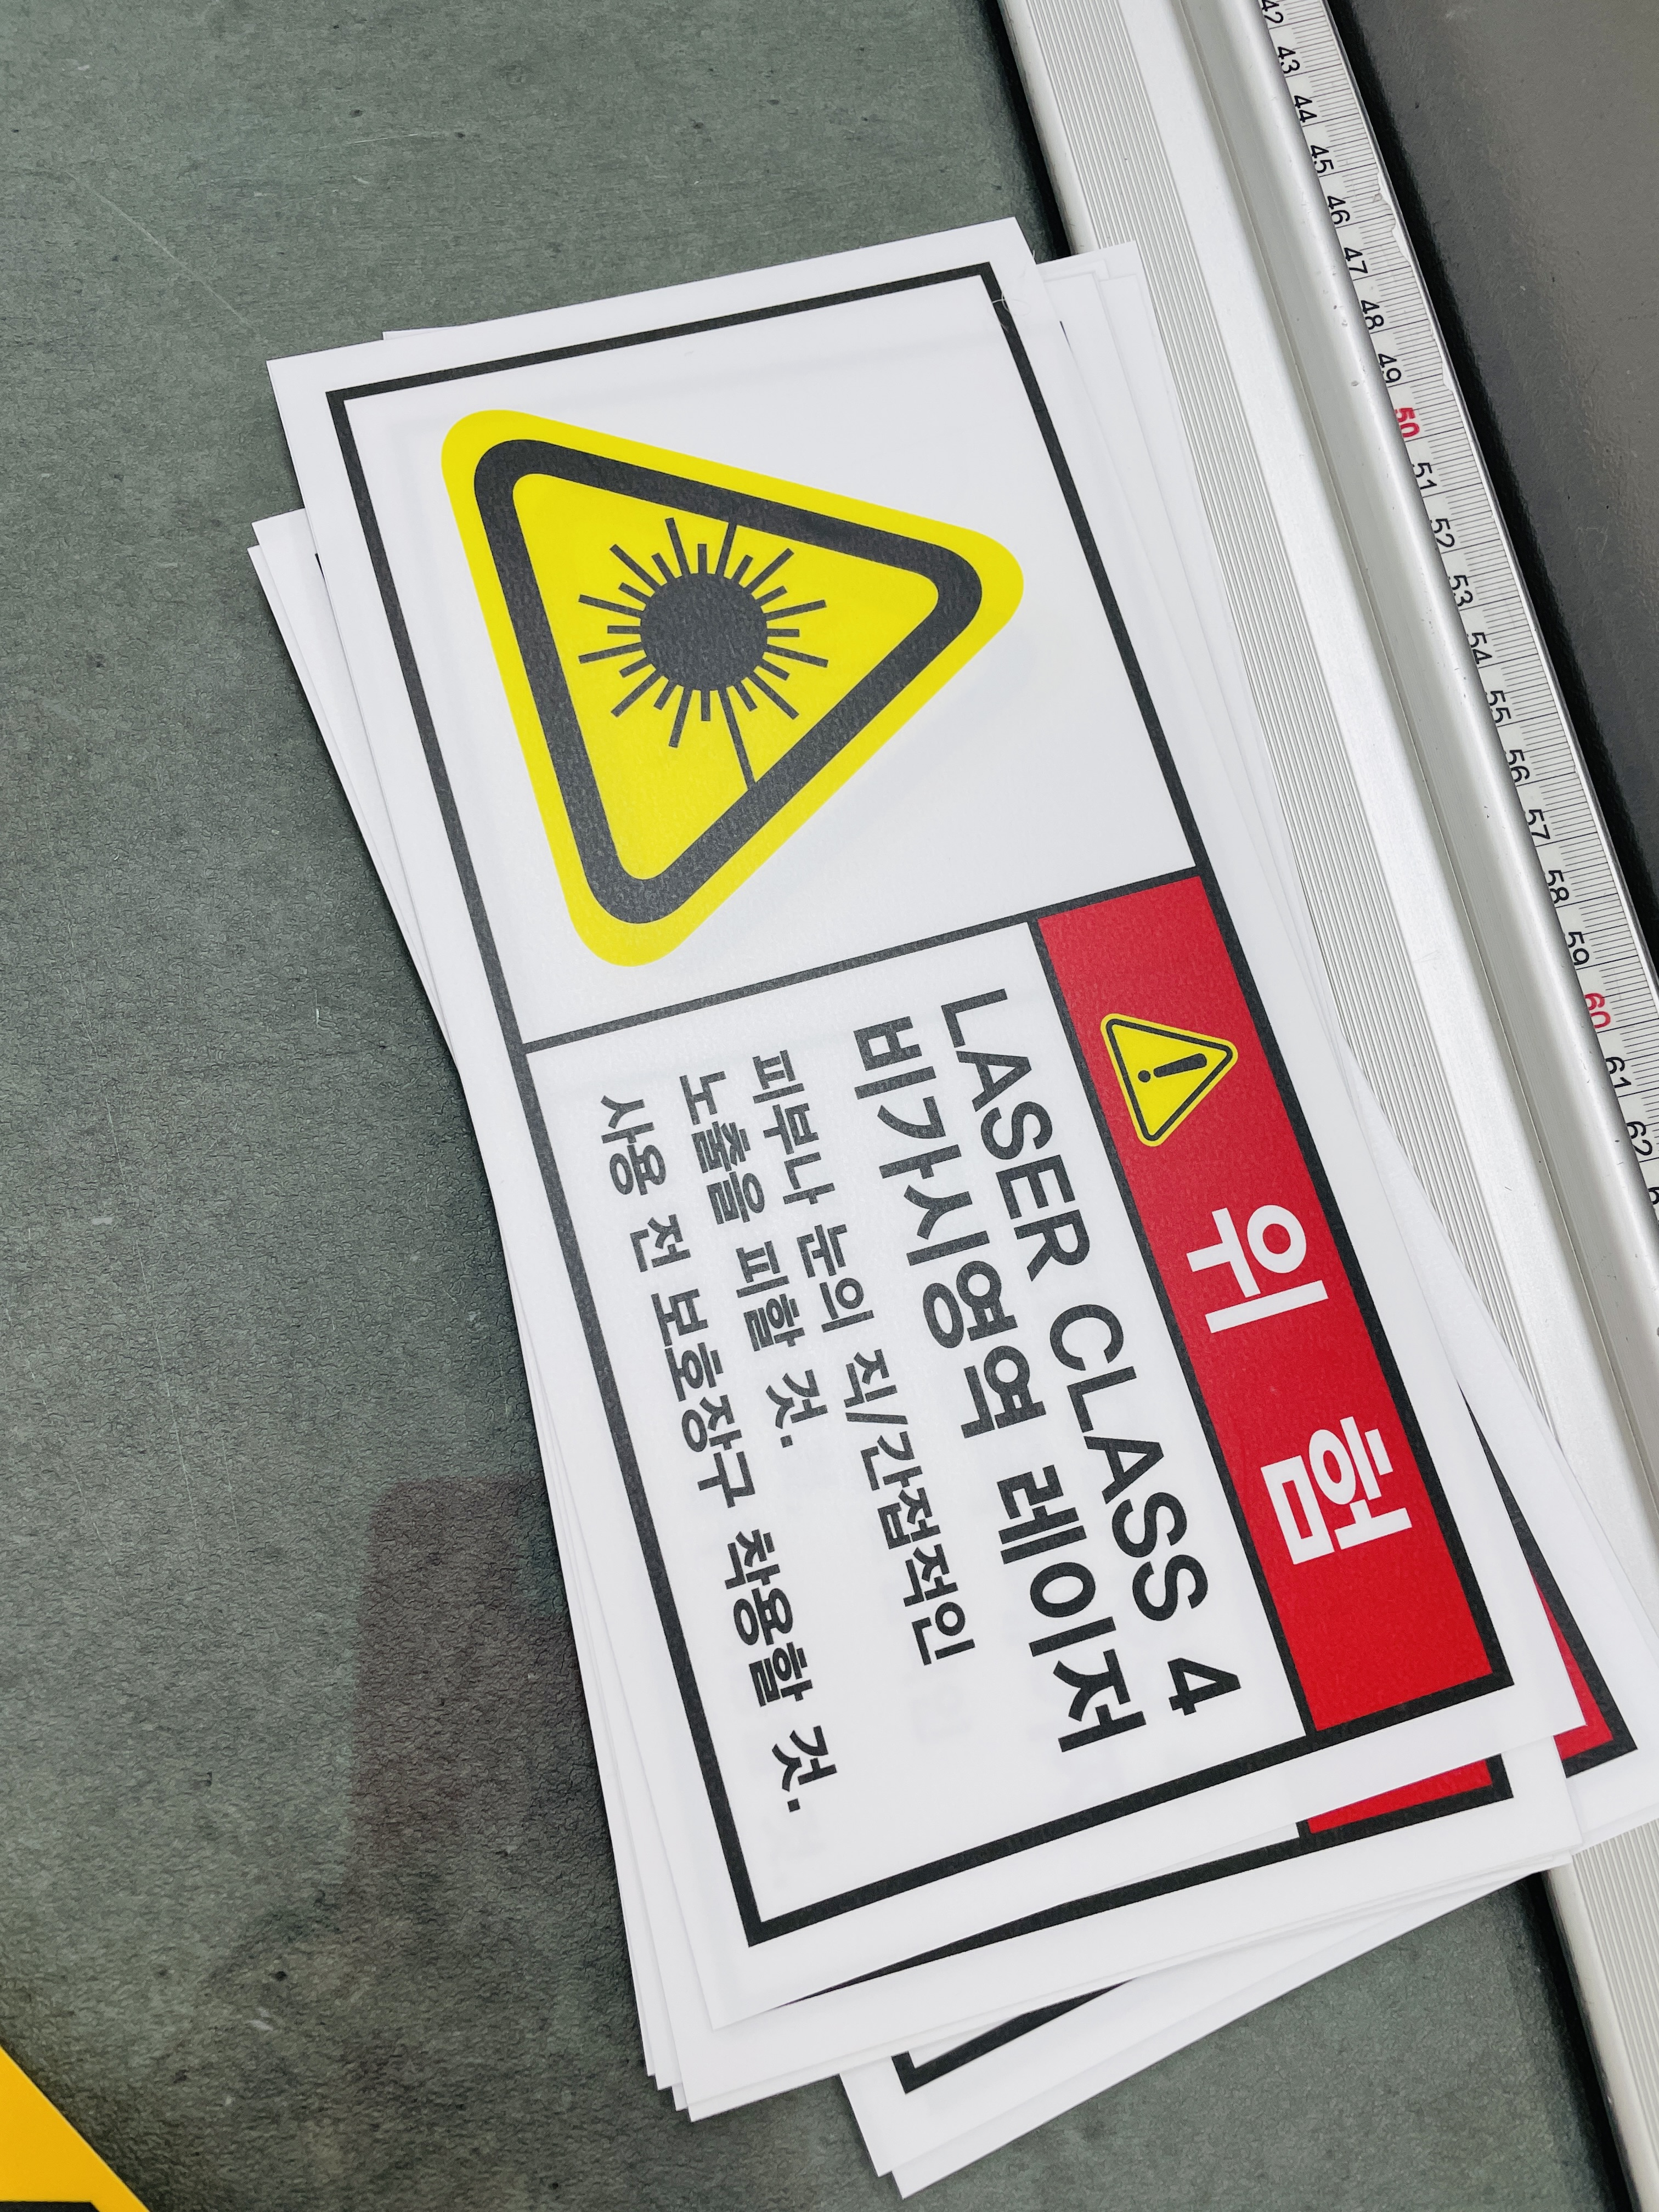 위 험
LASER CLASS 4
비가시영역 레이저
피부나 눈의 직/간접적인
노출을 피할 것.
사용 전 보호장구 착용할 것.
42 43 44 45 46 47 48 49 50 51 52 53 54 55 56 57 58 59 60 61 62